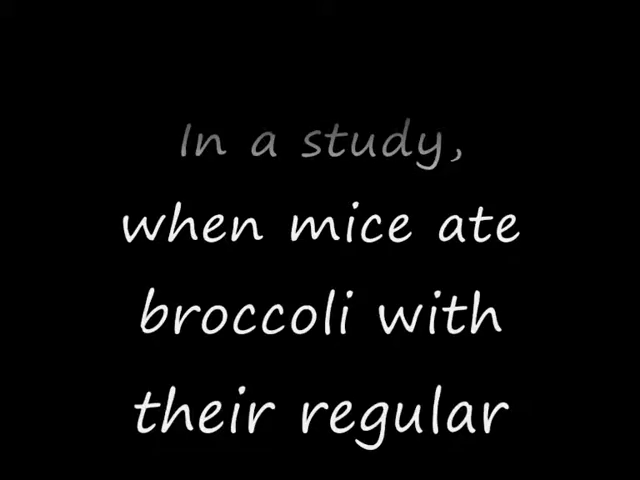 In a study,
when mice ate
broccoli with
their regular